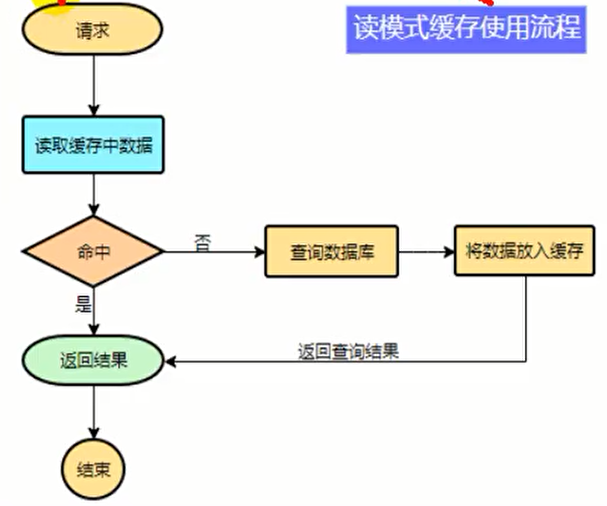 请求
读模式缓存使用流程
读取缓存中数据
命中
否
查询数据库
将数据放入缓存
是
返回结果
返回查询结果
结束